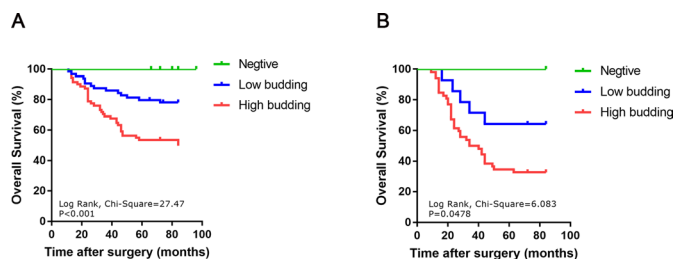 A
Overall Survival (%)
100
80
60
40
20
0
0 20 40 60 80 100
Time after surgery (months)
Log Rank, Chi-Square=27.47
P<0.001
Negtive
Low budding
High budding
B
Overall Survival (%)
100
80
60
40
20
0
0 20 40 60 80 100
Time after surgery (months)
Log Rank, Chi-Square=6.083
P=0.0478
Negtive
Low budding
High budding